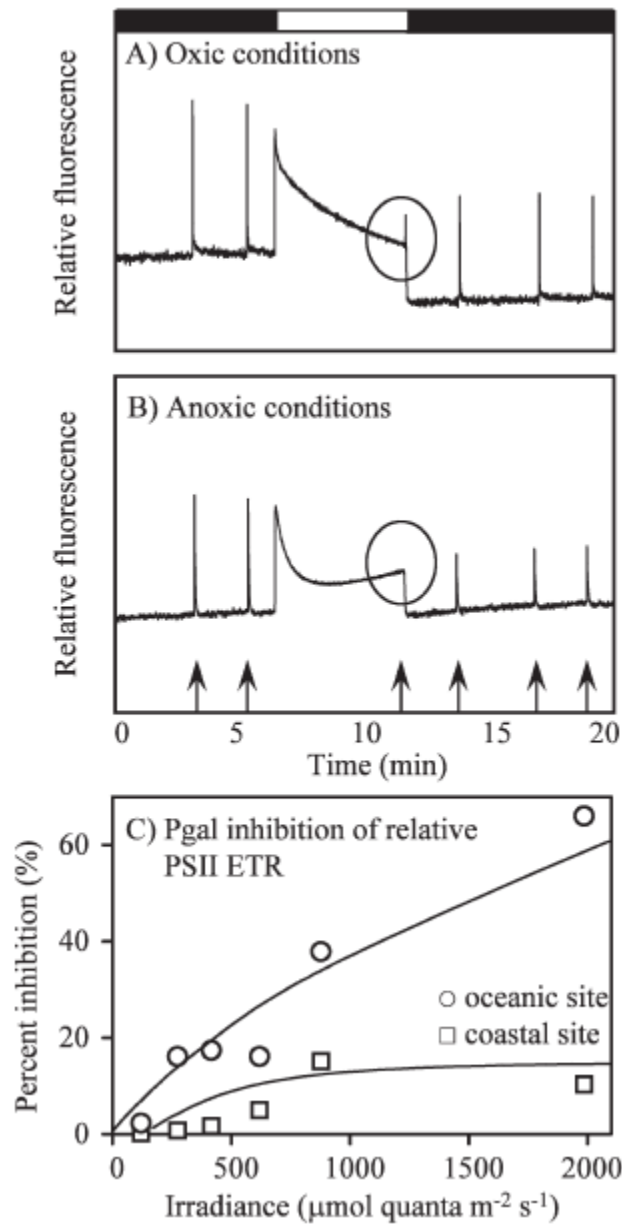 A) Oxic conditions
Relative fluorescence
B) Anoxic conditions
Relative fluorescence
0 5 10 15 20
Time (min)
C) Pgal inhibition of relative
PSII ETR
60
40
20
0
Percent inhibition (%)
oceanic site
coastal site
0 500 1000 1500 2000
Irradiance (μmol quanta m⁻² s⁻¹)